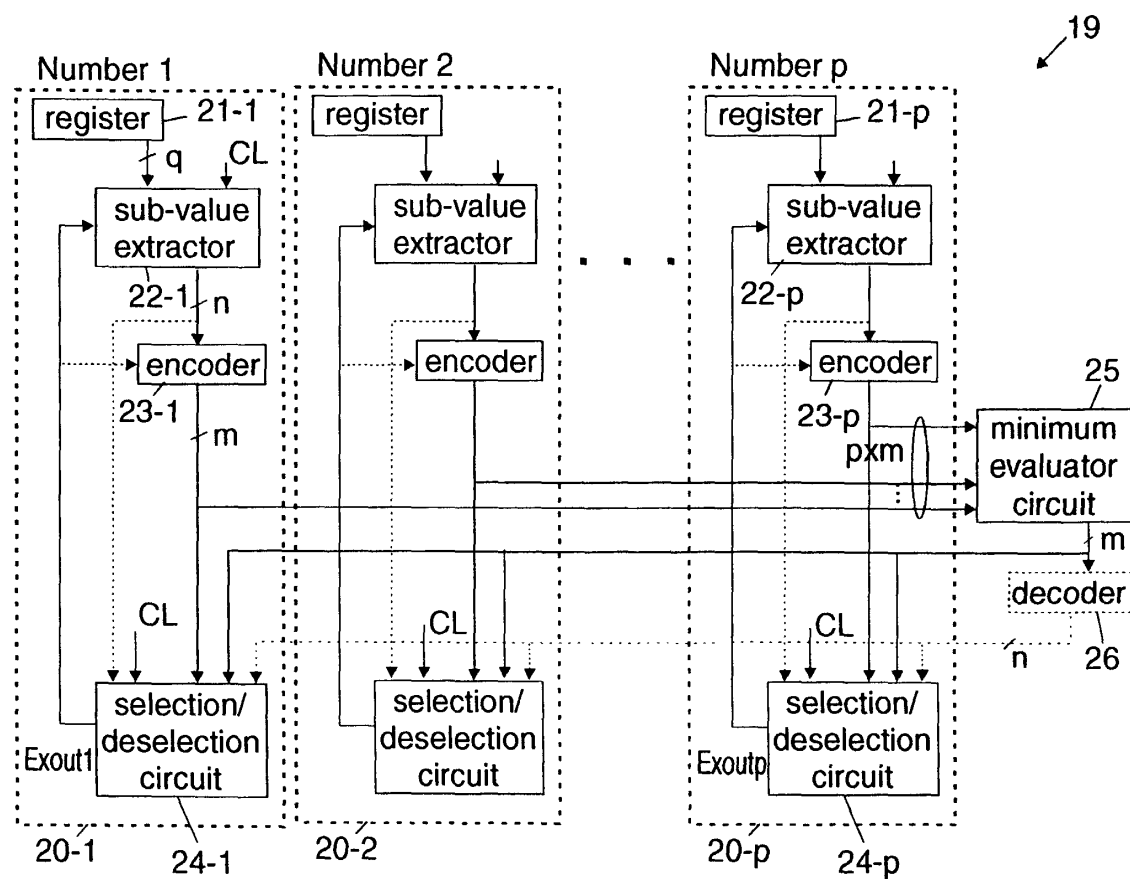 19
Number 1
Number 2
Number p
register
21-1
register
register
21-p
q
CL
sub-value
extractor
sub-value
extractor
sub-value
extractor
22-1
n
22-p
encoder
encoder
encoder
23-1
23-p
25
m
pxm
minimum
evaluator
circuit
m
decoder
CL
CL
CL
n
26
selection/
deselection
circuit
selection/
deselection
circuit
selection/
deselection
circuit
Exout1
Exoutp
20-1
24-1
20-2
20-p
24-p